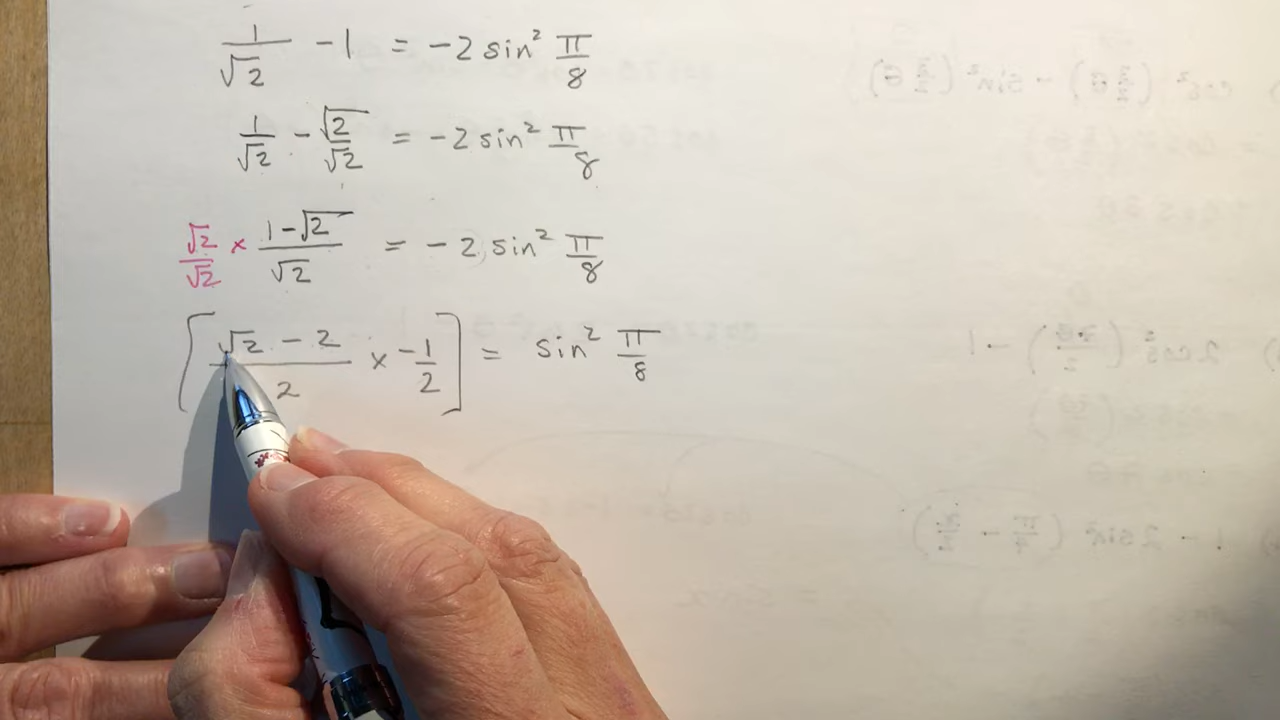 1/√2 - 1 = -2 sin² π/8
1/√2 - √2/√2 = -2 sin² π/8
√2/√2 × (1-√2)/√2 = -2 sin² π/8
[(√2 - 2)/2 × -1/2] = sin² π/8